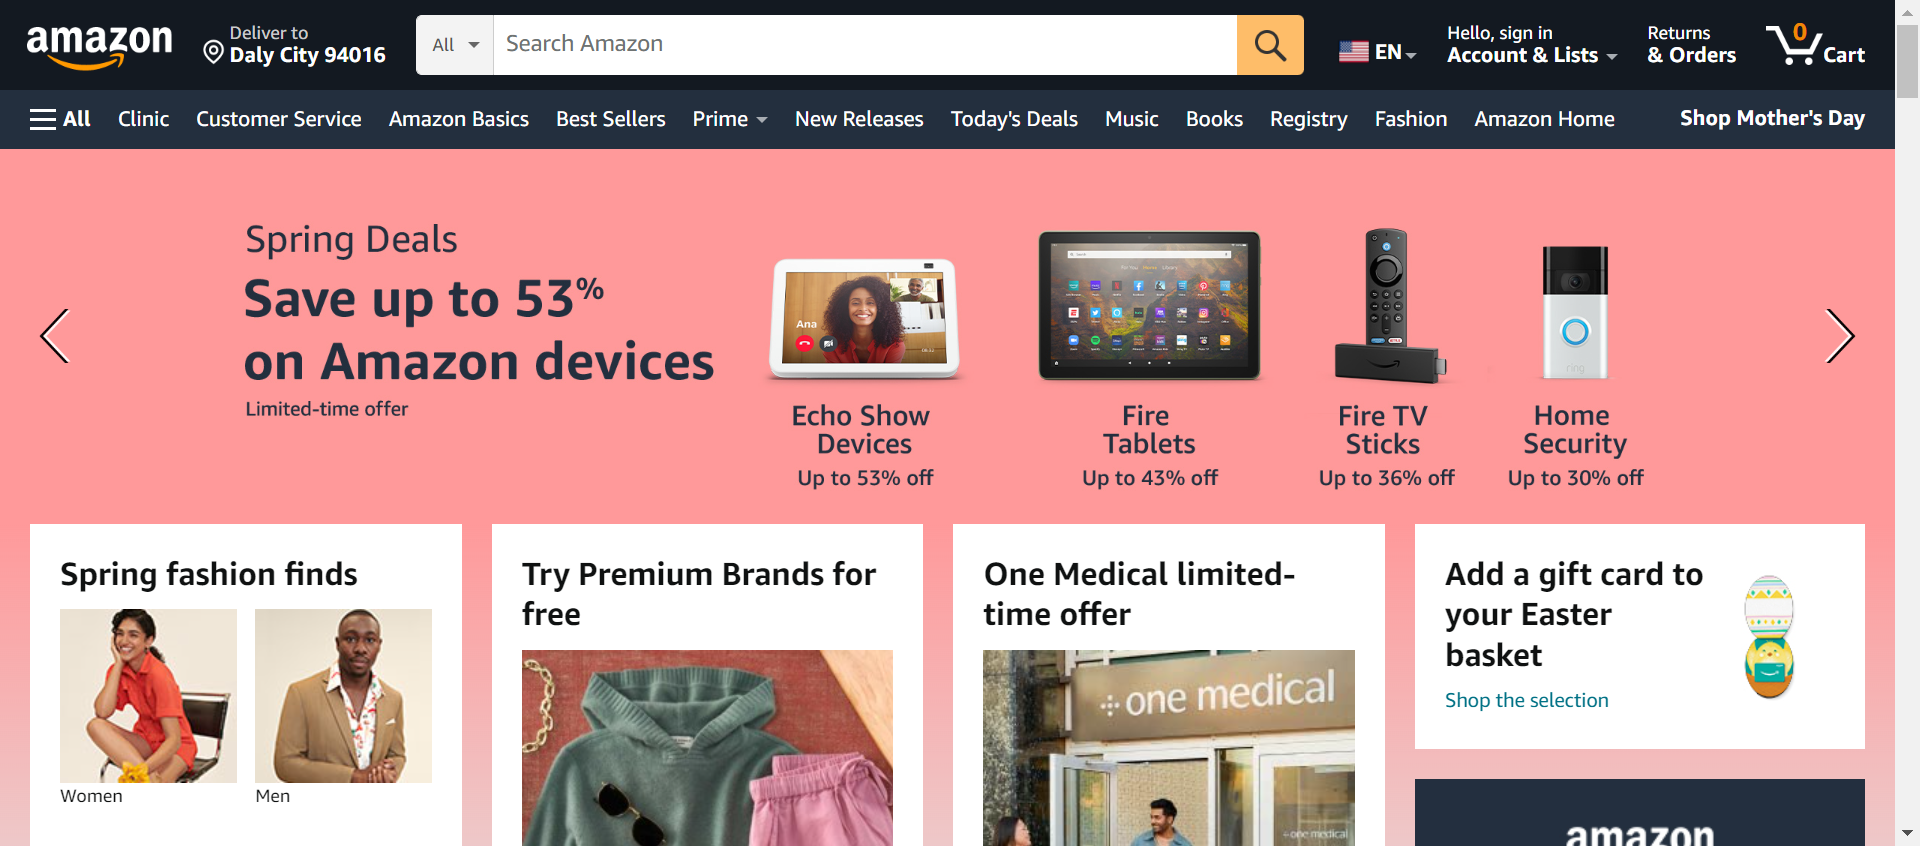 amazon
Deliver to
Daly City 94016
All
Search Amazon
EN
Hello, sign in
Account & Lists
Returns
& Orders
0
Cart
All
Clinic
Customer Service
Amazon Basics
Best Sellers
Prime
New Releases
Today's Deals
Music
Books
Registry
Fashion
Amazon Home
Shop Mother's Day
Spring Deals
Save up to 53%
on Amazon devices
Limited-time offer
Ana
ring
Echo Show
Devices
Up to 53% off
Fire
Tablets
Up to 43% off
Fire TV
Sticks
Up to 36% off
Home
Security
Up to 30% off
Spring fashion finds
Women
Men
Try Premium Brands for
free
One Medical limited-
time offer
one medical
one medical
Add a gift card to
your Easter
basket
Shop the selection
amazon